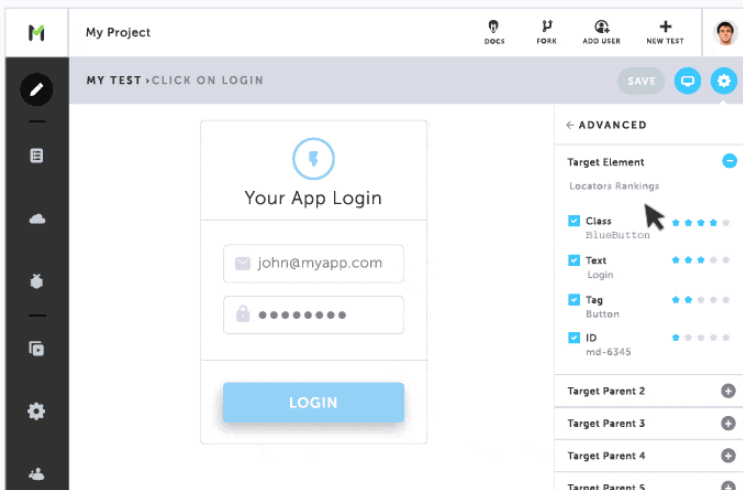 My Project
DOCS
FORK
ADD USER
NEW TEST
MY TEST › CLICK ON LOGIN
SAVE
Your App Login
john@myapp.com
LOGIN
← ADVANCED
Target Element
Locators Rankings
Class
BlueButton
Text
Login
Tag
Button
ID
md-6345
Target Parent 2
Target Parent 3
Target Parent 4
Target Parent 5